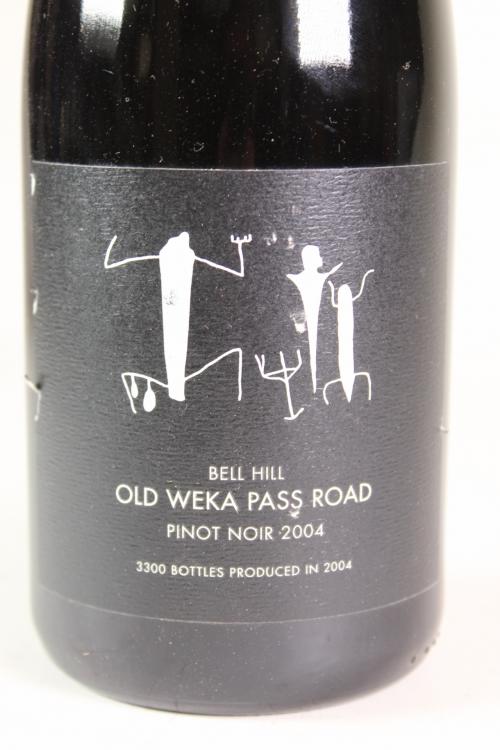 BELL HILL
OLD WEKA PASS ROAD
PINOT NOIR 2004
3300 BOTTLES PRODUCED IN 2004